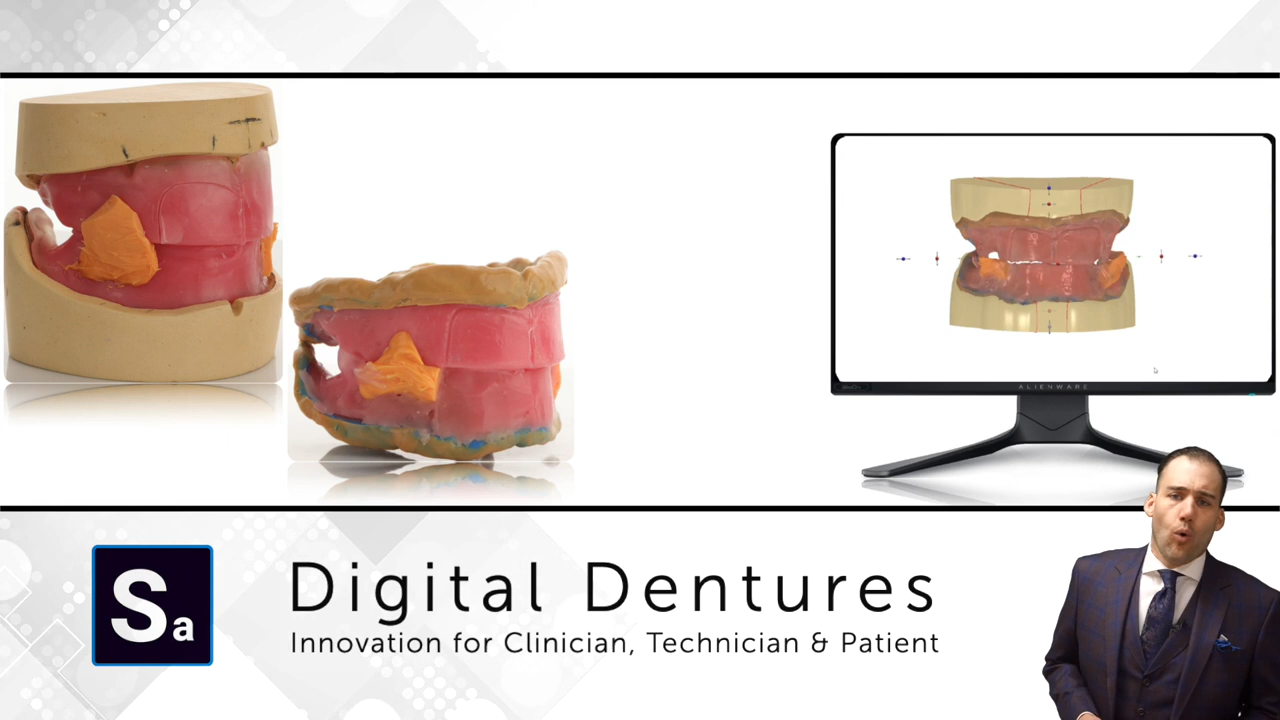 ALIENWARE
Sa
Digital Dentures
Innovation for Clinician, Technician & Patient